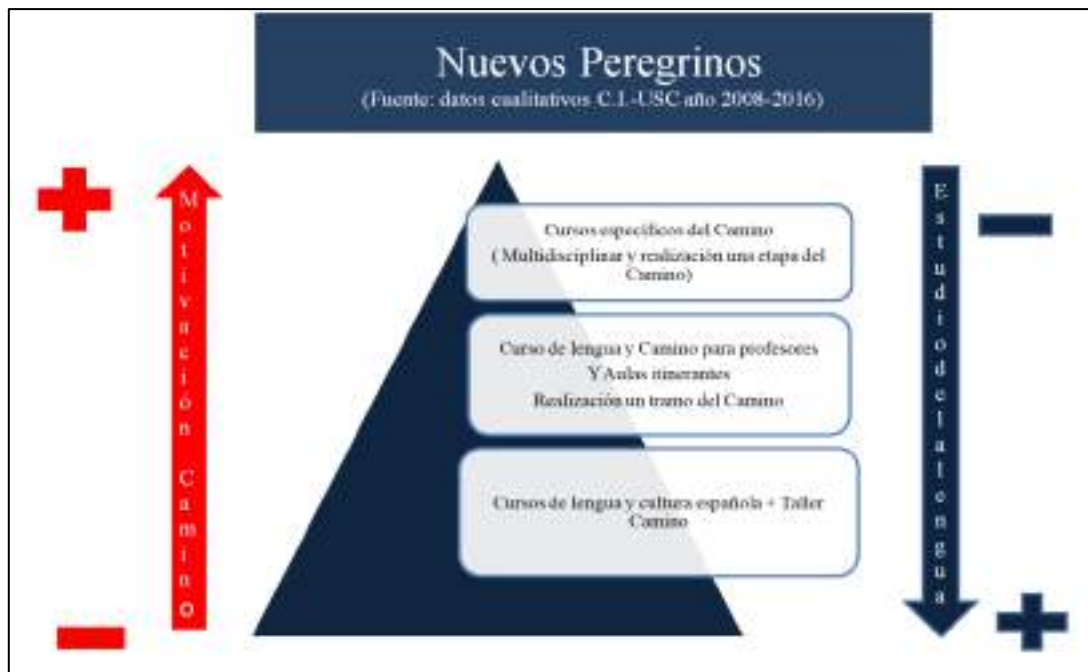 Nuevos Peregrinos
(Fuente: datos cualitativos C.I.-USC año 2008-2016)
Motivación Camino
Cursos específicos del Camino
( Multidisciplinar y realización una etapa del
Camino)
Curso de lengua y Camino para profesores
Y Aulas itinerantes
Realización un tramo del Camino
Cursos de lengua y cultura española + Taller
Camino
Estudio de la lengua